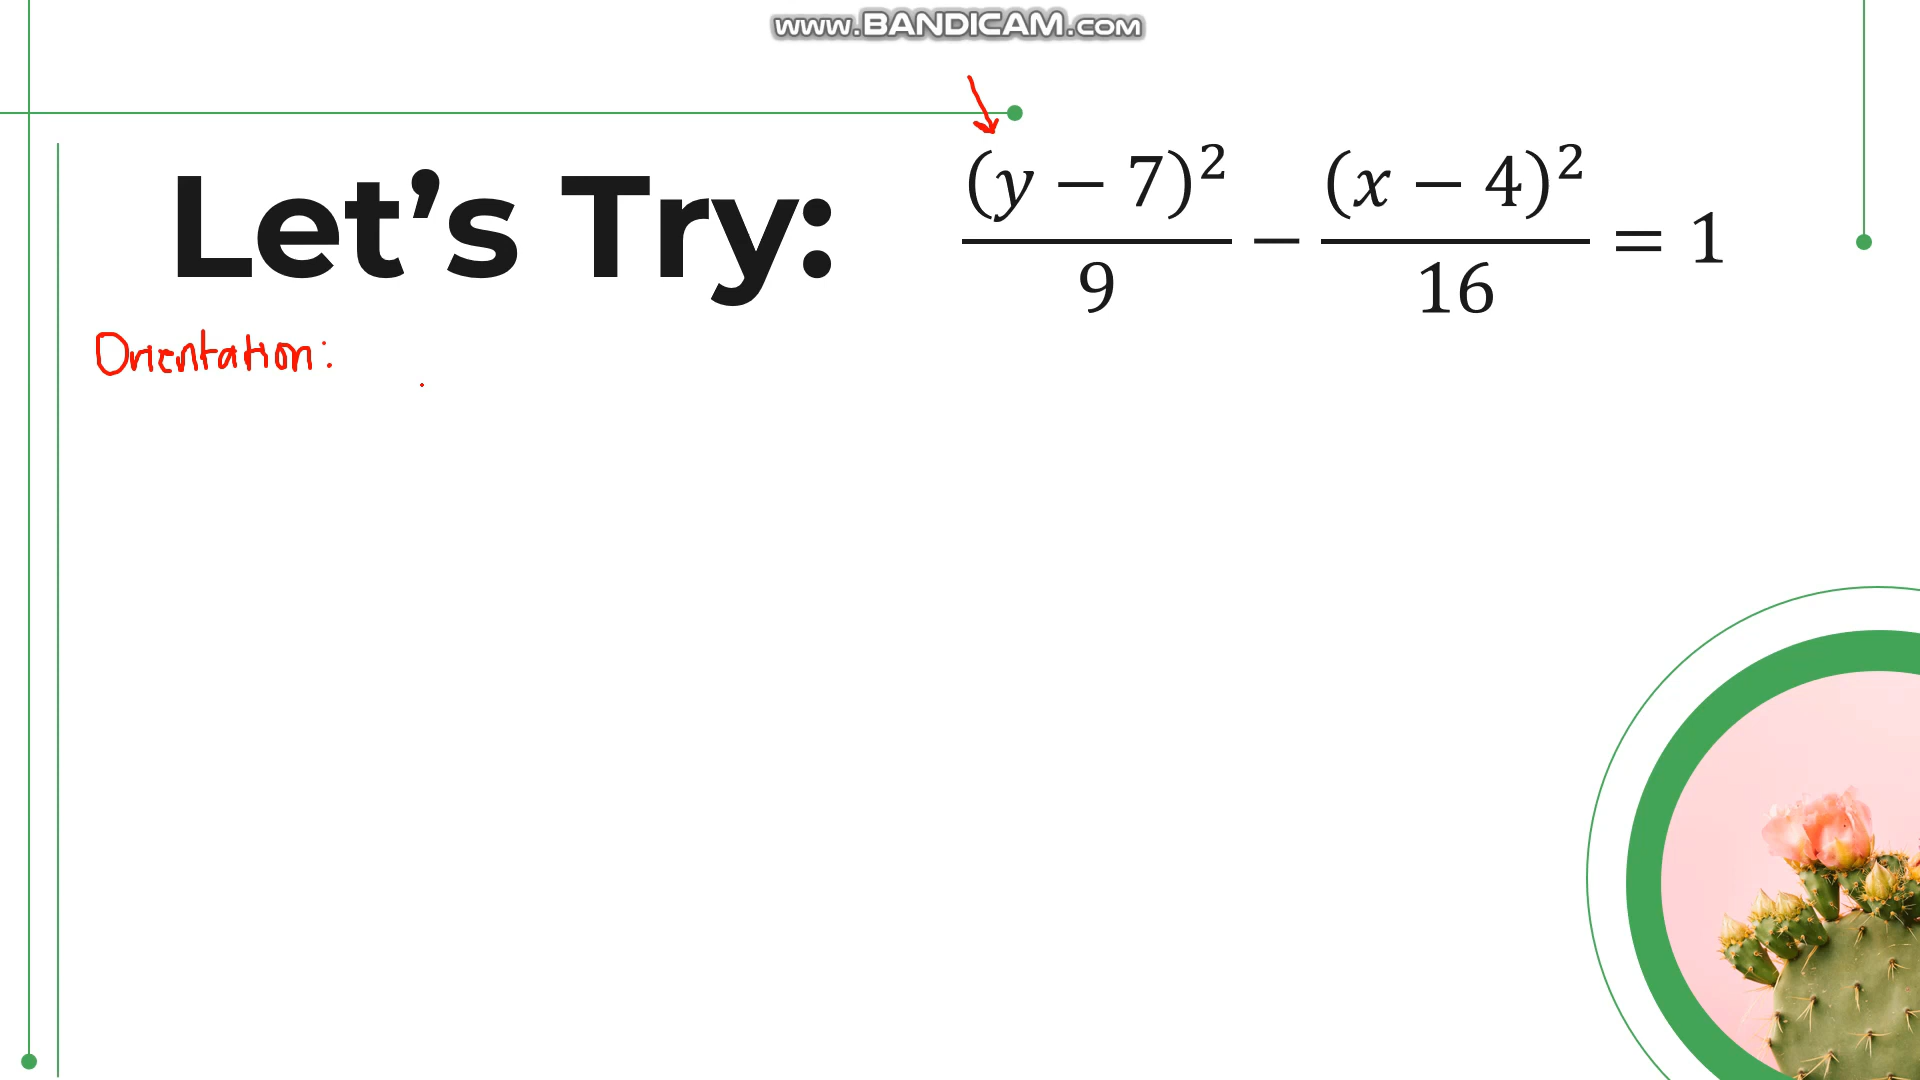 www.BANDICAM.com
Let’s Try:
(y − 7)²/9 − (x − 4)²/16 = 1
Orientation: